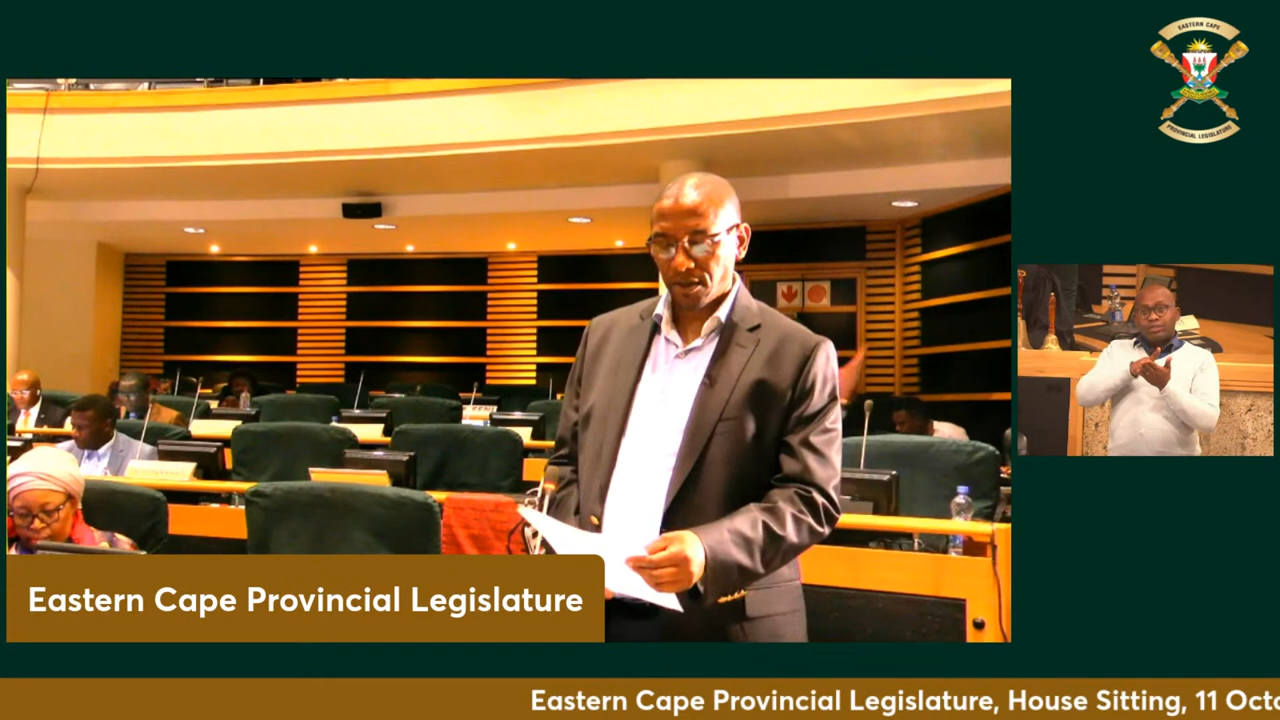 EASTERN CAPE
PROVINCIAL LEGISLATURE
Eastern Cape Provincial Legislature
Eastern Cape Provincial Legislature, House Sitting, 11 Octo